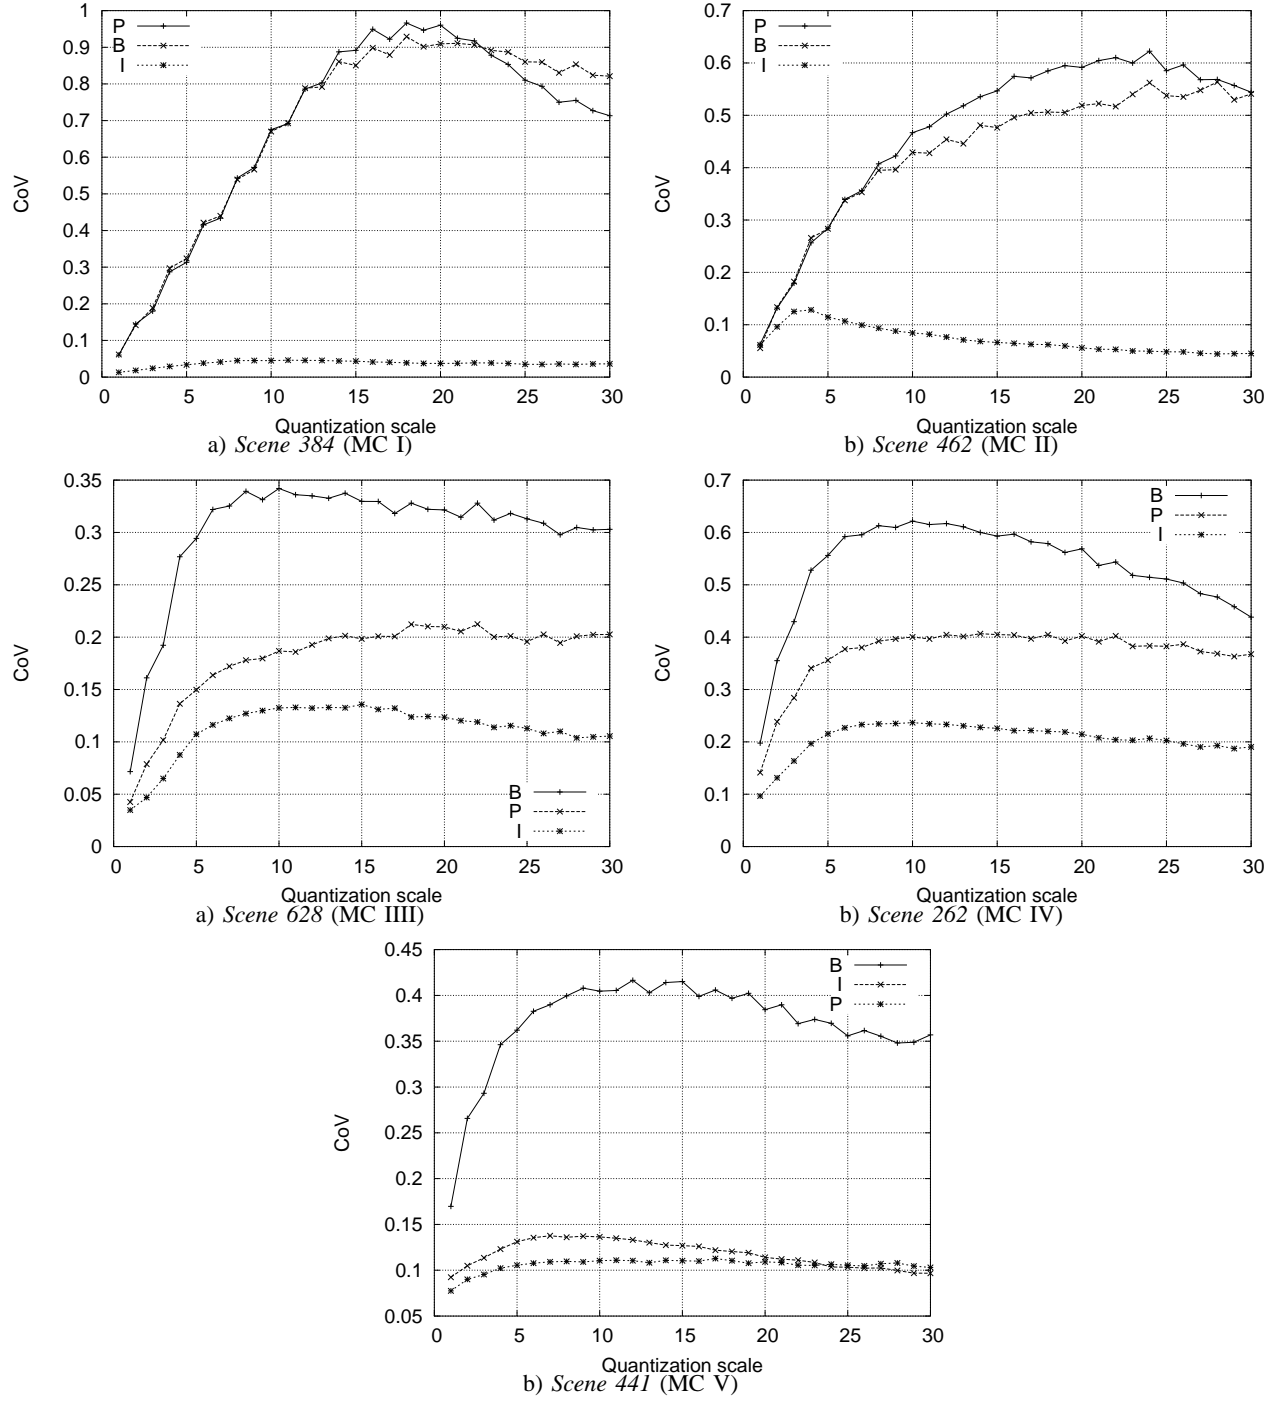 P
B
I
1
0.9
0.8
0.7
0.6
0.5
0.4
0.3
0.2
0.1
0
CoV
0 5 10 15 20 25 30
Quantization scale
a) Scene 384 (MC I)
P
B
I
0.7
0.6
0.5
0.4
0.3
0.2
0.1
0
CoV
0 5 10 15 20 25 30
Quantization scale
b) Scene 462 (MC II)
0.35
0.3
0.25
0.2
0.15
0.1
0.05
0
CoV
B
P
I
0 5 10 15 20 25 30
Quantization scale
a) Scene 628 (MC IIII)
0.7
0.6
0.5
0.4
0.3
0.2
0.1
0
CoV
B
P
I
0 5 10 15 20 25 30
Quantization scale
b) Scene 262 (MC IV)
0.45
0.4
0.35
0.3
0.25
0.2
0.15
0.1
0.05
CoV
B
I
P
0 5 10 15 20 25 30
Quantization scale
b) Scene 441 (MC V)